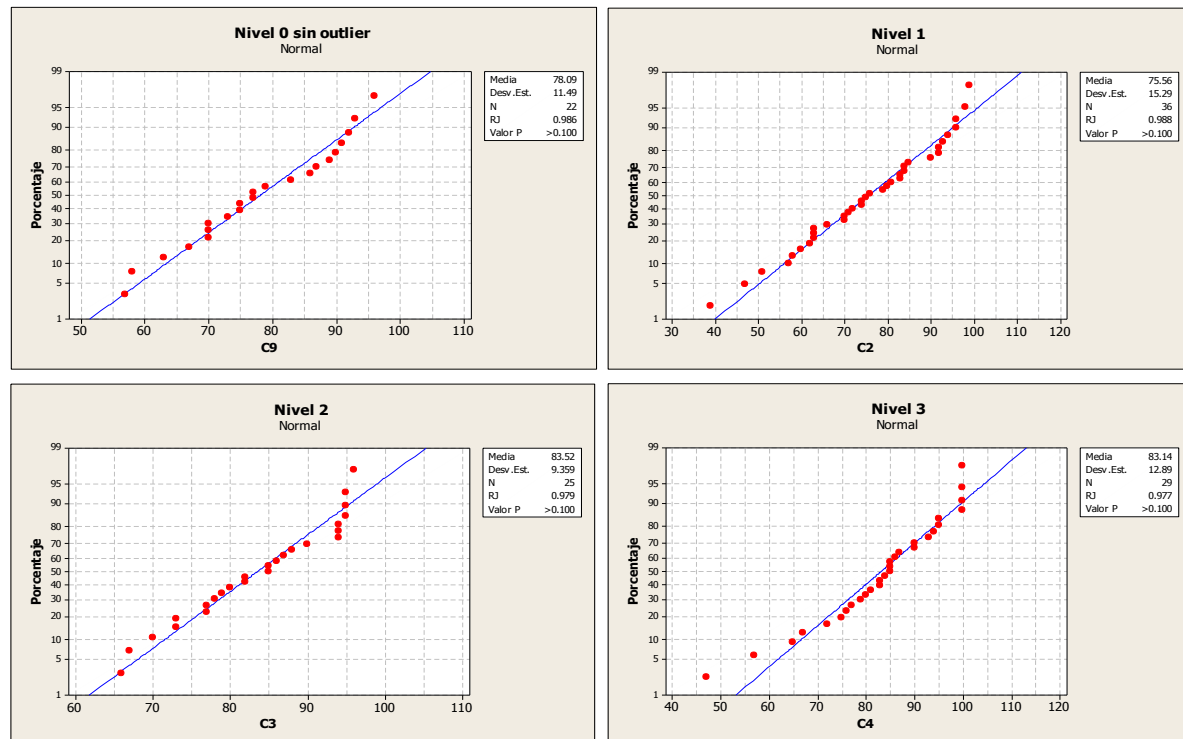 Nivel 0 sin outlier
Normal
Porcentaje
99
95
90
80
70
60
50
40
30
20
10
5
1
50 60 70 80 90 100 110
C9
Media 78.09
Desv.Est. 11.49
N 22
RJ 0.986
Valor P >0.100
Nivel 1
Normal
Porcentaje
99
95
90
80
70
60
50
40
30
20
10
5
1
30 40 50 60 70 80 90 100 110 120
C2
Media 75.56
Desv.Est. 15.29
N 36
RJ 0.988
Valor P >0.100
Nivel 2
Normal
Porcentaje
99
95
90
80
70
60
50
40
30
20
10
5
1
60 70 80 90 100 110
C3
Media 83.52
Desv.Est. 9.359
N 25
RJ 0.979
Valor P >0.100
Nivel 3
Normal
Porcentaje
99
95
90
80
70
60
50
40
30
20
10
5
1
40 50 60 70 80 90 100 110 120
C4
Media 83.14
Desv.Est. 12.89
N 29
RJ 0.977
Valor P >0.100